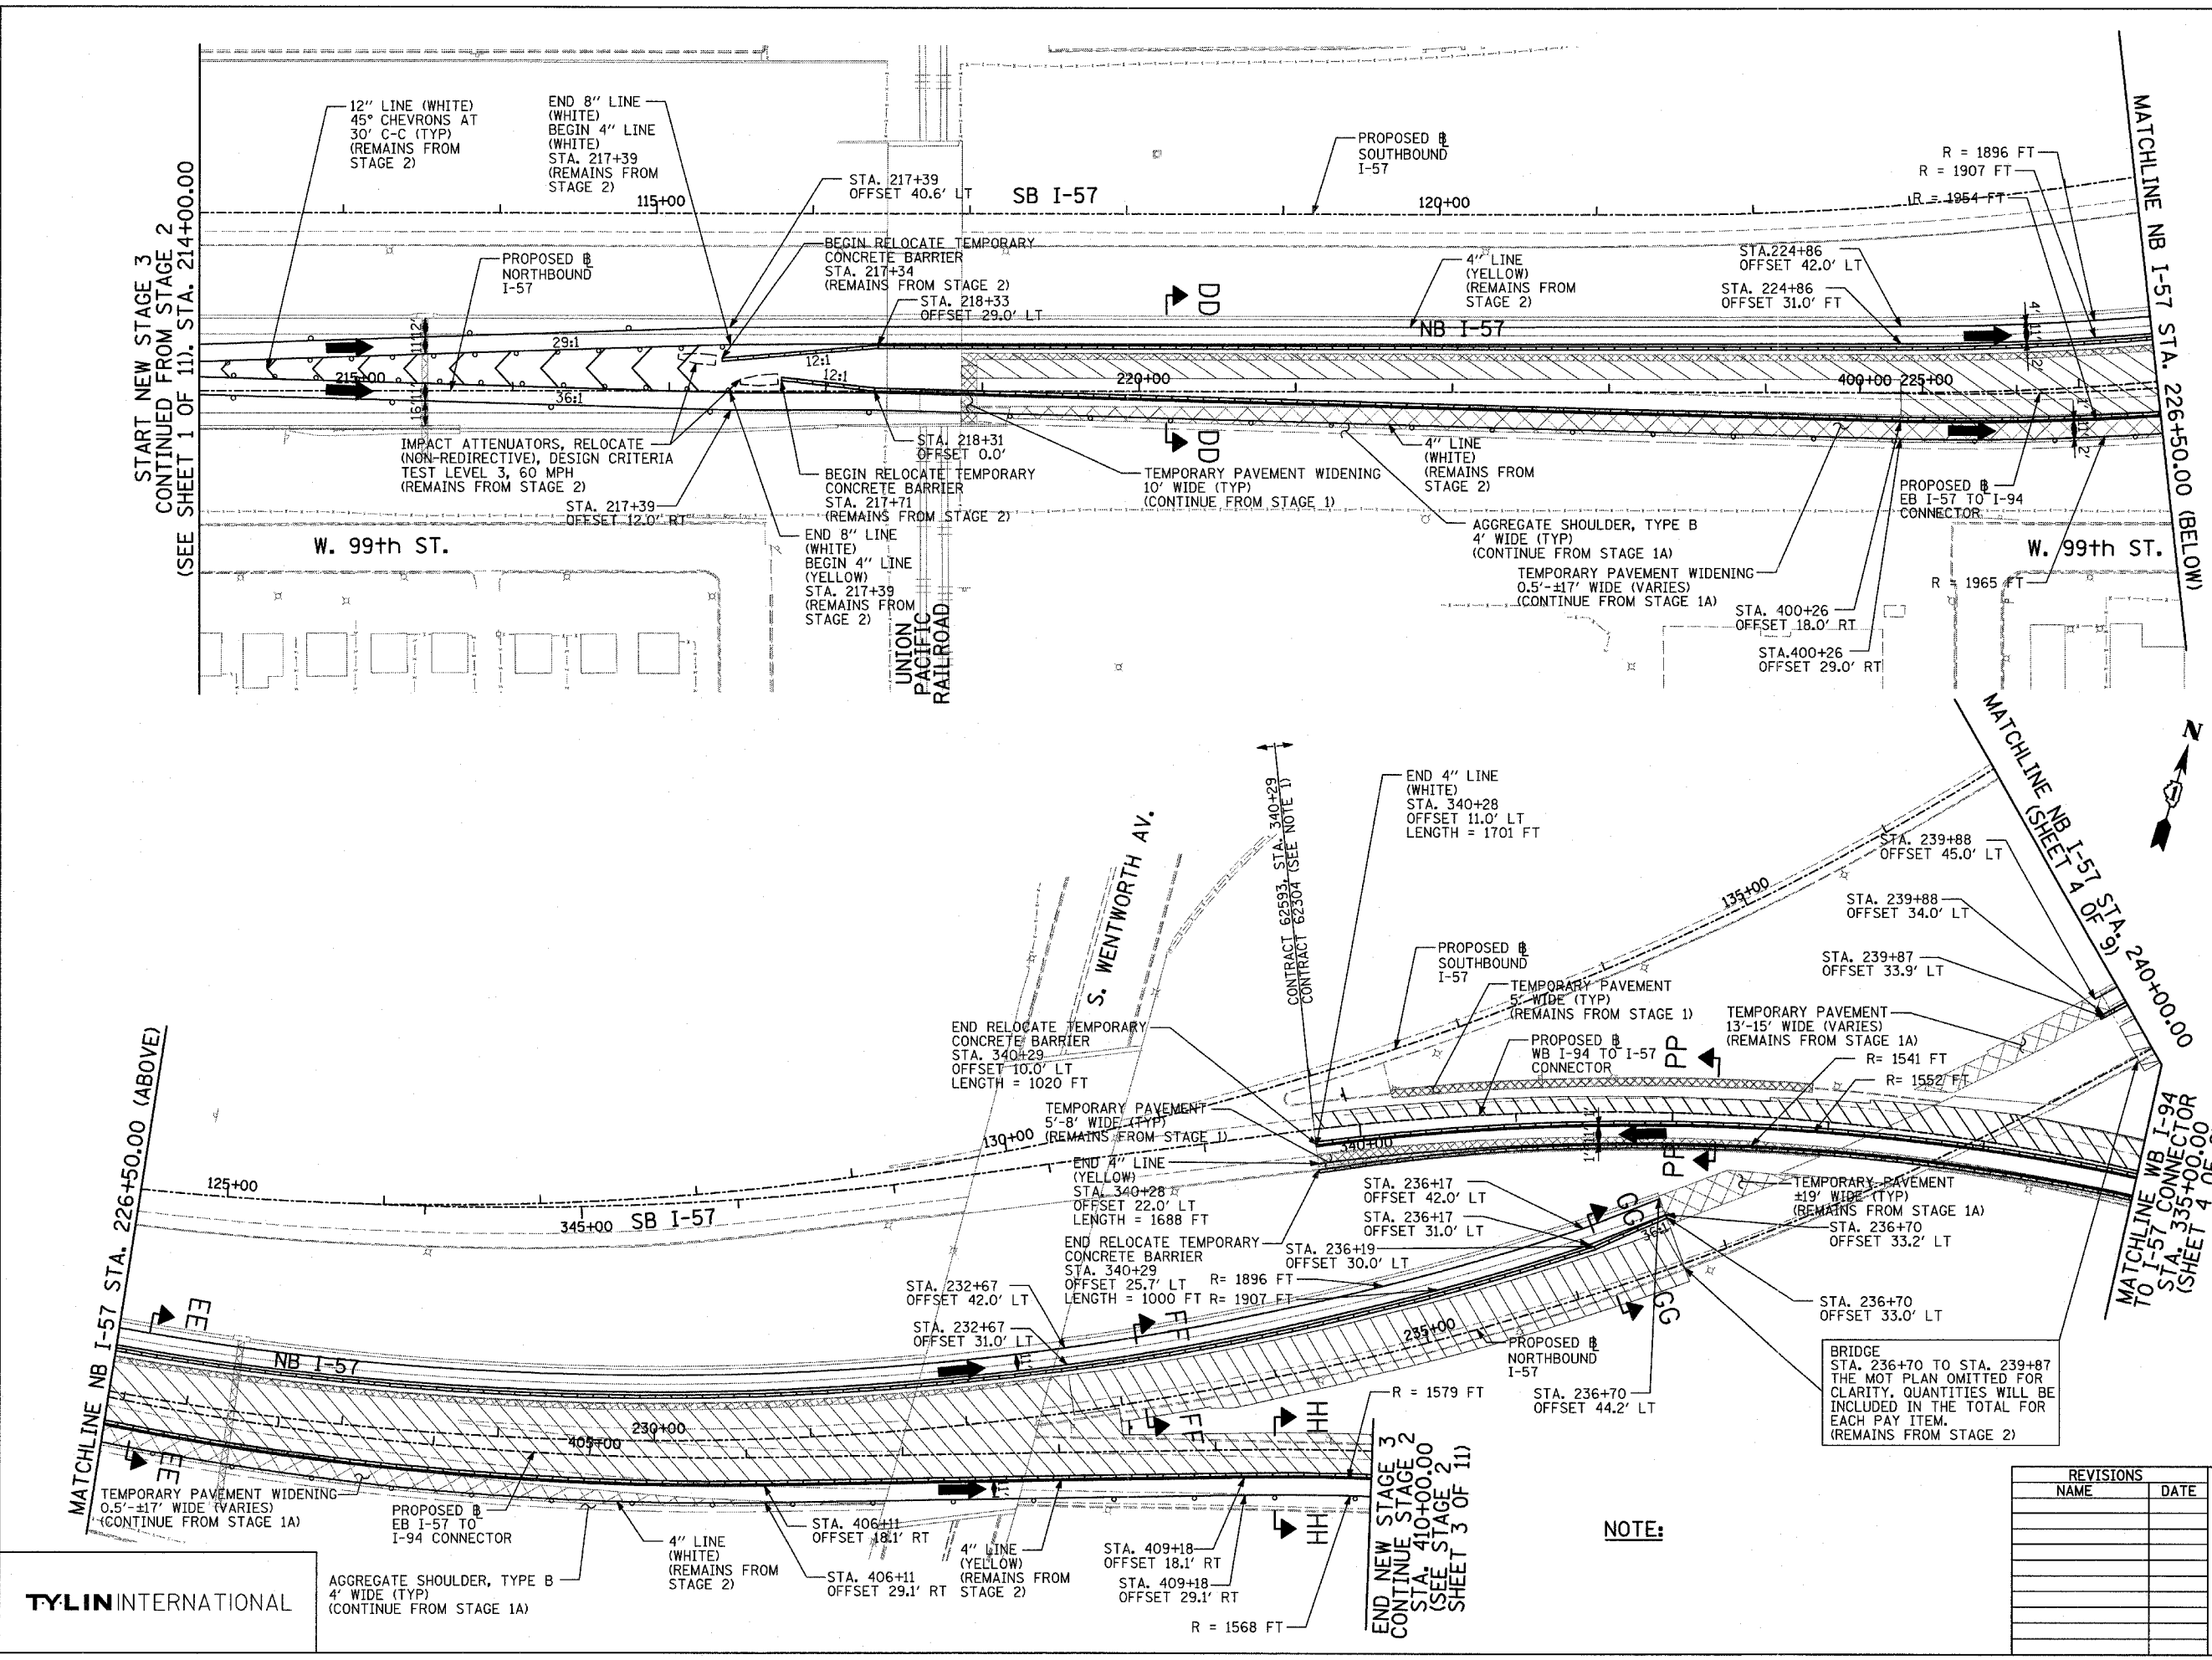 12" LINE (WHITE)
45° CHEVRONS AT
30' C-C (TYP)
(REMAINS FROM
STAGE 2)
END 8" LINE
(WHITE)
BEGIN 4" LINE
(WHITE)
STA. 217+39
(REMAINS FROM
STAGE 2)
STA. 217+39
OFFSET 40.6' LT
SB I-57
PROPOSED B
SOUTHBOUND
I-57
R = 1896 FT
R = 1907 FT
R = 1954 FT
MATCHLINE NB I-57 STA. 226+50.00 (BELOW)
START NEW STAGE 3
CONTINUED FROM STAGE 2
(SEE SHEET 1 OF 11). STA. 214+00.00
115+00
120+00
PROPOSED B
NORTHBOUND
I-57
BEGIN RELOCATE TEMPORARY
CONCRETE BARRIER
STA. 217+34
(REMAINS FROM STAGE 2)
STA. 218+33
OFFSET 29.0' LT
DD
4" LINE
(YELLOW)
(REMAINS FROM
STAGE 2)
STA.224+86
OFFSET 42.0' LT
STA. 224+86
OFFSET 31.0' FT
NB I-57
4'
11'
2'
11'
12'
29:1
12:1
12:1
215+00
36:1
16'
11'
220+00
400+00
225+00
1'
11'
2'
IMPACT ATTENUATORS, RELOCATE
(NON-REDIRECTIVE), DESIGN CRITERIA
TEST LEVEL 3, 60 MPH
(REMAINS FROM STAGE 2)
STA. 217+39
OFFSET 12.0' RT
STA. 218+31
OFFSET 0.0'
BEGIN RELOCATE TEMPORARY
CONCRETE BARRIER
STA. 217+71
(REMAINS FROM STAGE 2)
END 8" LINE
(WHITE)
BEGIN 4" LINE
(YELLOW)
STA. 217+39
(REMAINS FROM
STAGE 2)
DD
TEMPORARY PAVEMENT WIDENING
10' WIDE (TYP)
(CONTINUE FROM STAGE 1)
4" LINE
(WHITE)
(REMAINS FROM
STAGE 2)
AGGREGATE SHOULDER, TYPE B
4' WIDE (TYP)
(CONTINUE FROM STAGE 1A)
TEMPORARY PAVEMENT WIDENING
0.5'-±17' WIDE (VARIES)
(CONTINUE FROM STAGE 1A)
PROPOSED B
EB I-57 TO I-94
CONNECTOR
W. 99th ST.
W. 99th ST.
R = 1965 FT
STA. 400+26
OFFSET 18.0' RT
STA.400+26
OFFSET 29.0' RT
UNION
PACIFIC
RAILROAD
MATCHLINE NB I-57 STA. 240+00.00
(SHEET 4 OF 9)
N
CONTRACT 62593, STA. 340+29
CONTRACT 62304 (SEE NOTE 1)
END 4" LINE
(WHITE)
STA. 340+28
OFFSET 11.0' LT
LENGTH = 1701 FT
S. WENTWORTH AV.
STA. 239+88
OFFSET 45.0' LT
135+00
STA. 239+88
OFFSET 34.0' LT
PROPOSED B
SOUTHBOUND
I-57
STA. 239+87
OFFSET 33.9' LT
TEMPORARY PAVEMENT
5' WIDE (TYP)
(REMAINS FROM STAGE 1)
TEMPORARY PAVEMENT
13'-15' WIDE (VARIES)
(REMAINS FROM STAGE 1A)
END RELOCATE TEMPORARY
CONCRETE BARRIER
STA. 340+29
OFFSET 10.0' LT
LENGTH = 1020 FT
PROPOSED B
WB I-94 TO I-57
CONNECTOR
PP
R= 1541 FT
R= 1552 FT
TEMPORARY PAVEMENT
5'-8' WIDE (TYP)
(REMAINS FROM STAGE 1)
130+00
340+00
1'
11'
1'
PP
END 4" LINE
(YELLOW)
STA. 340+28
OFFSET 22.0' LT
LENGTH = 1688 FT
END RELOCATE TEMPORARY
CONCRETE BARRIER
STA. 340+29
OFFSET 25.7' LT
LENGTH = 1000 FT
STA. 236+17
OFFSET 42.0' LT
STA. 236+17
OFFSET 31.0' LT
STA. 236+19
OFFSET 30.0' LT
R= 1896 FT
R= 1907 FT
GG
36:1
TEMPORARY PAVEMENT
±19' WIDE (TYP)
(REMAINS FROM STAGE 1A)
STA. 236+70
OFFSET 33.2' LT
STA. 236+70
OFFSET 33.0' LT
MATCHLINE WB I-94
TO I-57 CONNECTOR
STA. 335+00.00
MATCHLINE NB I-57 STA. 226+50.00 (ABOVE)
125+00
345+00
SB I-57
STA. 232+67
OFFSET 42.0' LT
STA. 232+67
OFFSET 31.0' LT
EE
FF
NB I-57
11'
235+00
GG
PROPOSED B
NORTHBOUND
I-57
STA. 236+70
OFFSET 44.2' LT
BRIDGE
STA. 236+70 TO STA. 239+87
THE MOT PLAN OMITTED FOR
CLARITY. QUANTITIES WILL BE
INCLUDED IN THE TOTAL FOR
EACH PAY ITEM.
(REMAINS FROM STAGE 2)
230+00
405+00
FF
HH
R = 1579 FT
EE
TEMPORARY PAVEMENT WIDENING
0.5'-±17' WIDE (VARIES)
(CONTINUE FROM STAGE 1A)
PROPOSED B
EB I-57 TO
I-94 CONNECTOR
11'
4" LINE
(WHITE)
(REMAINS FROM
STAGE 2)
STA. 406+11
OFFSET 18.1' RT
STA. 406+11
OFFSET 29.1' RT
4" LINE
(YELLOW)
(REMAINS FROM
STAGE 2)
STA. 409+18
OFFSET 18.1' RT
STA. 409+18
OFFSET 29.1' RT
HH
R = 1568 FT
END NEW STAGE 3
CONTINUE STAGE 2
STA. 410+00.00
(SEE STAGE 2
SHEET 3 OF 11)
NOTE:
AGGREGATE SHOULDER, TYPE B
4' WIDE (TYP)
(CONTINUE FROM STAGE 1A)
TYLININTERNATIONAL
REVISIONS
NAME DATE